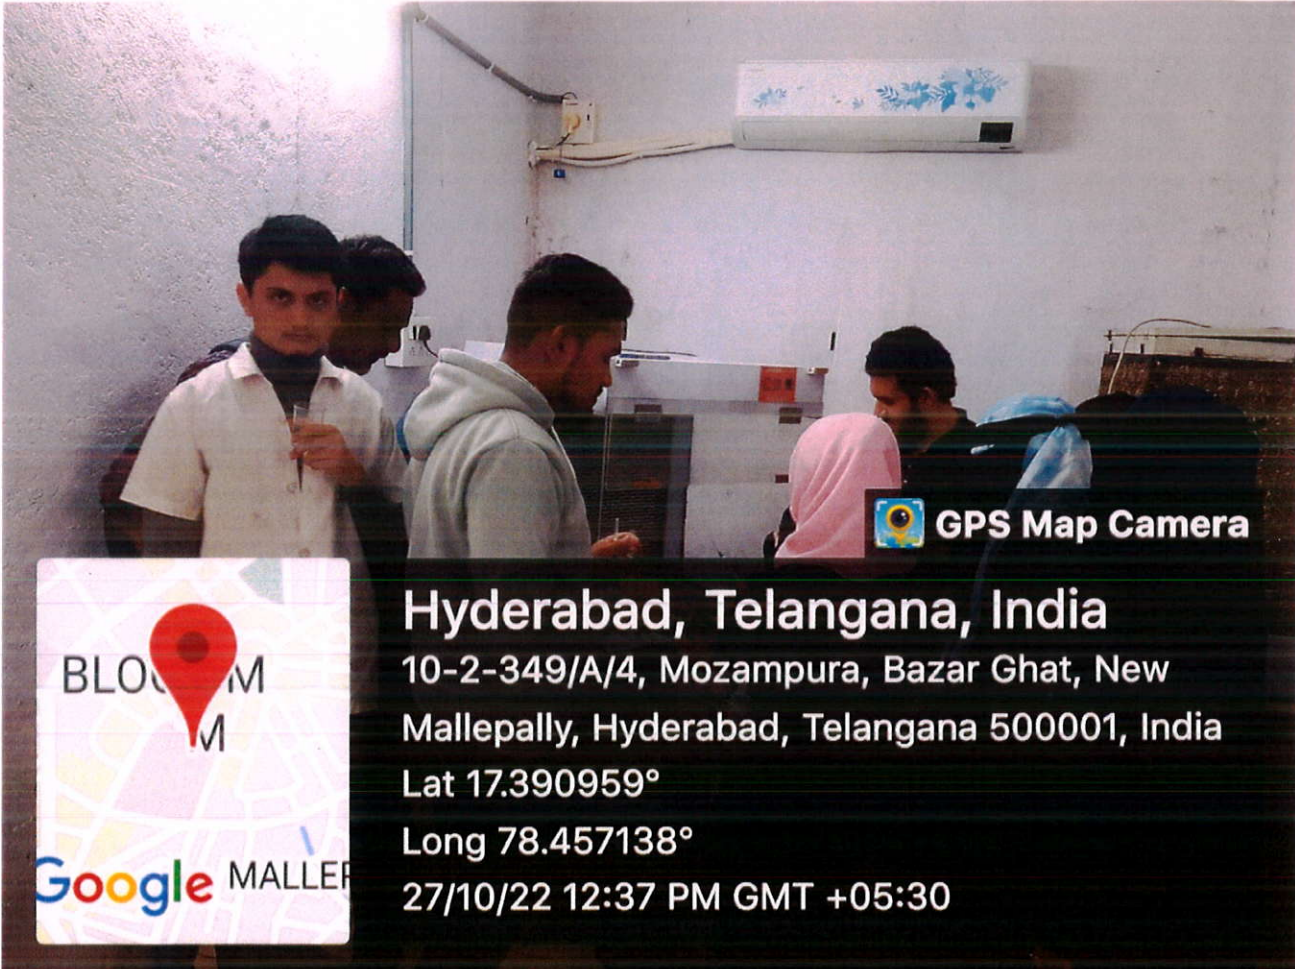 GPS Map Camera
Hyderabad, Telangana, India
10-2-349/A/4, Mozampura, Bazar Ghat, New
Mallepally, Hyderabad, Telangana 500001, India
Lat 17.390959°
Long 78.457138°
27/10/22 12:37 PM GMT +05:30
M
Google MALLEP